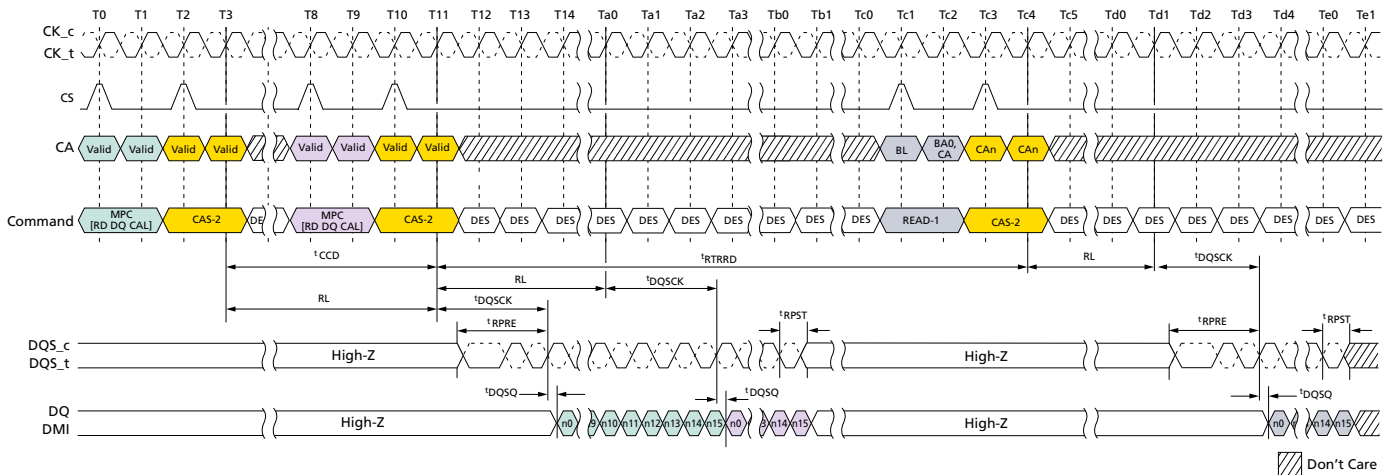 T0 T1 T2 T3 T8 T9 T10 T11 T12 T13 T14 Ta0 Ta1 Ta2 Ta3 Tb0 Tb1 Tc0 Tc1 Tc2 Tc3 Tc4 Tc5 Td0 Td1 Td2 Td3 Td4 Te0 Te1
CK_c
CK_t
CS
CA Valid Valid Valid Valid Valid Valid Valid Valid BL BA0, CA CAn CAn
Command MPC [RD DQ CAL] CAS-2 DES MPC [RD DQ CAL] CAS-2 DES DES DES DES DES DES DES DES DES DES READ-1 CAS-2 DES DES DES DES DES DES DES DES
tCCD tRTRRD RL tDQSCK
RL tDQSCK
RL tDQSCK
tRPRE tRPST tRPRE tRPST
DQS_c
DQS_t High-Z High-Z
tDQSQ tDQSQ tDQSQ
DQ
DMI High-Z n0 9 n10 n11 n12 n13 n14 n15 n0 3 n14 n15 High-Z n0 n14 n15
Don't Care